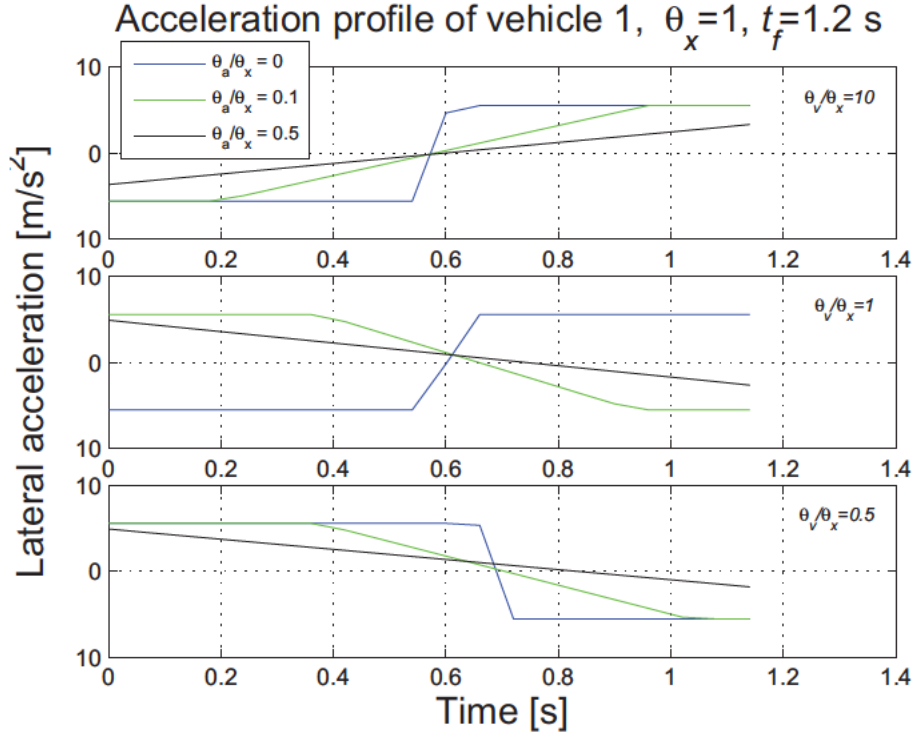 Acceleration profile of vehicle 1, θx=1, tf=1.2 s
θa/θx = 0
θa/θx = 0.1
θa/θx = 0.5
Lateral acceleration [m/s²]
10
0
10
θv/θx=10
0 0.2 0.4 0.6 0.8 1 1.2 1.4
10
0
10
θv/θx=1
0 0.2 0.4 0.6 0.8 1 1.2 1.4
10
0
10
θv/θx=0.5
0 0.2 0.4 0.6 0.8 1 1.2 1.4
Time [s]